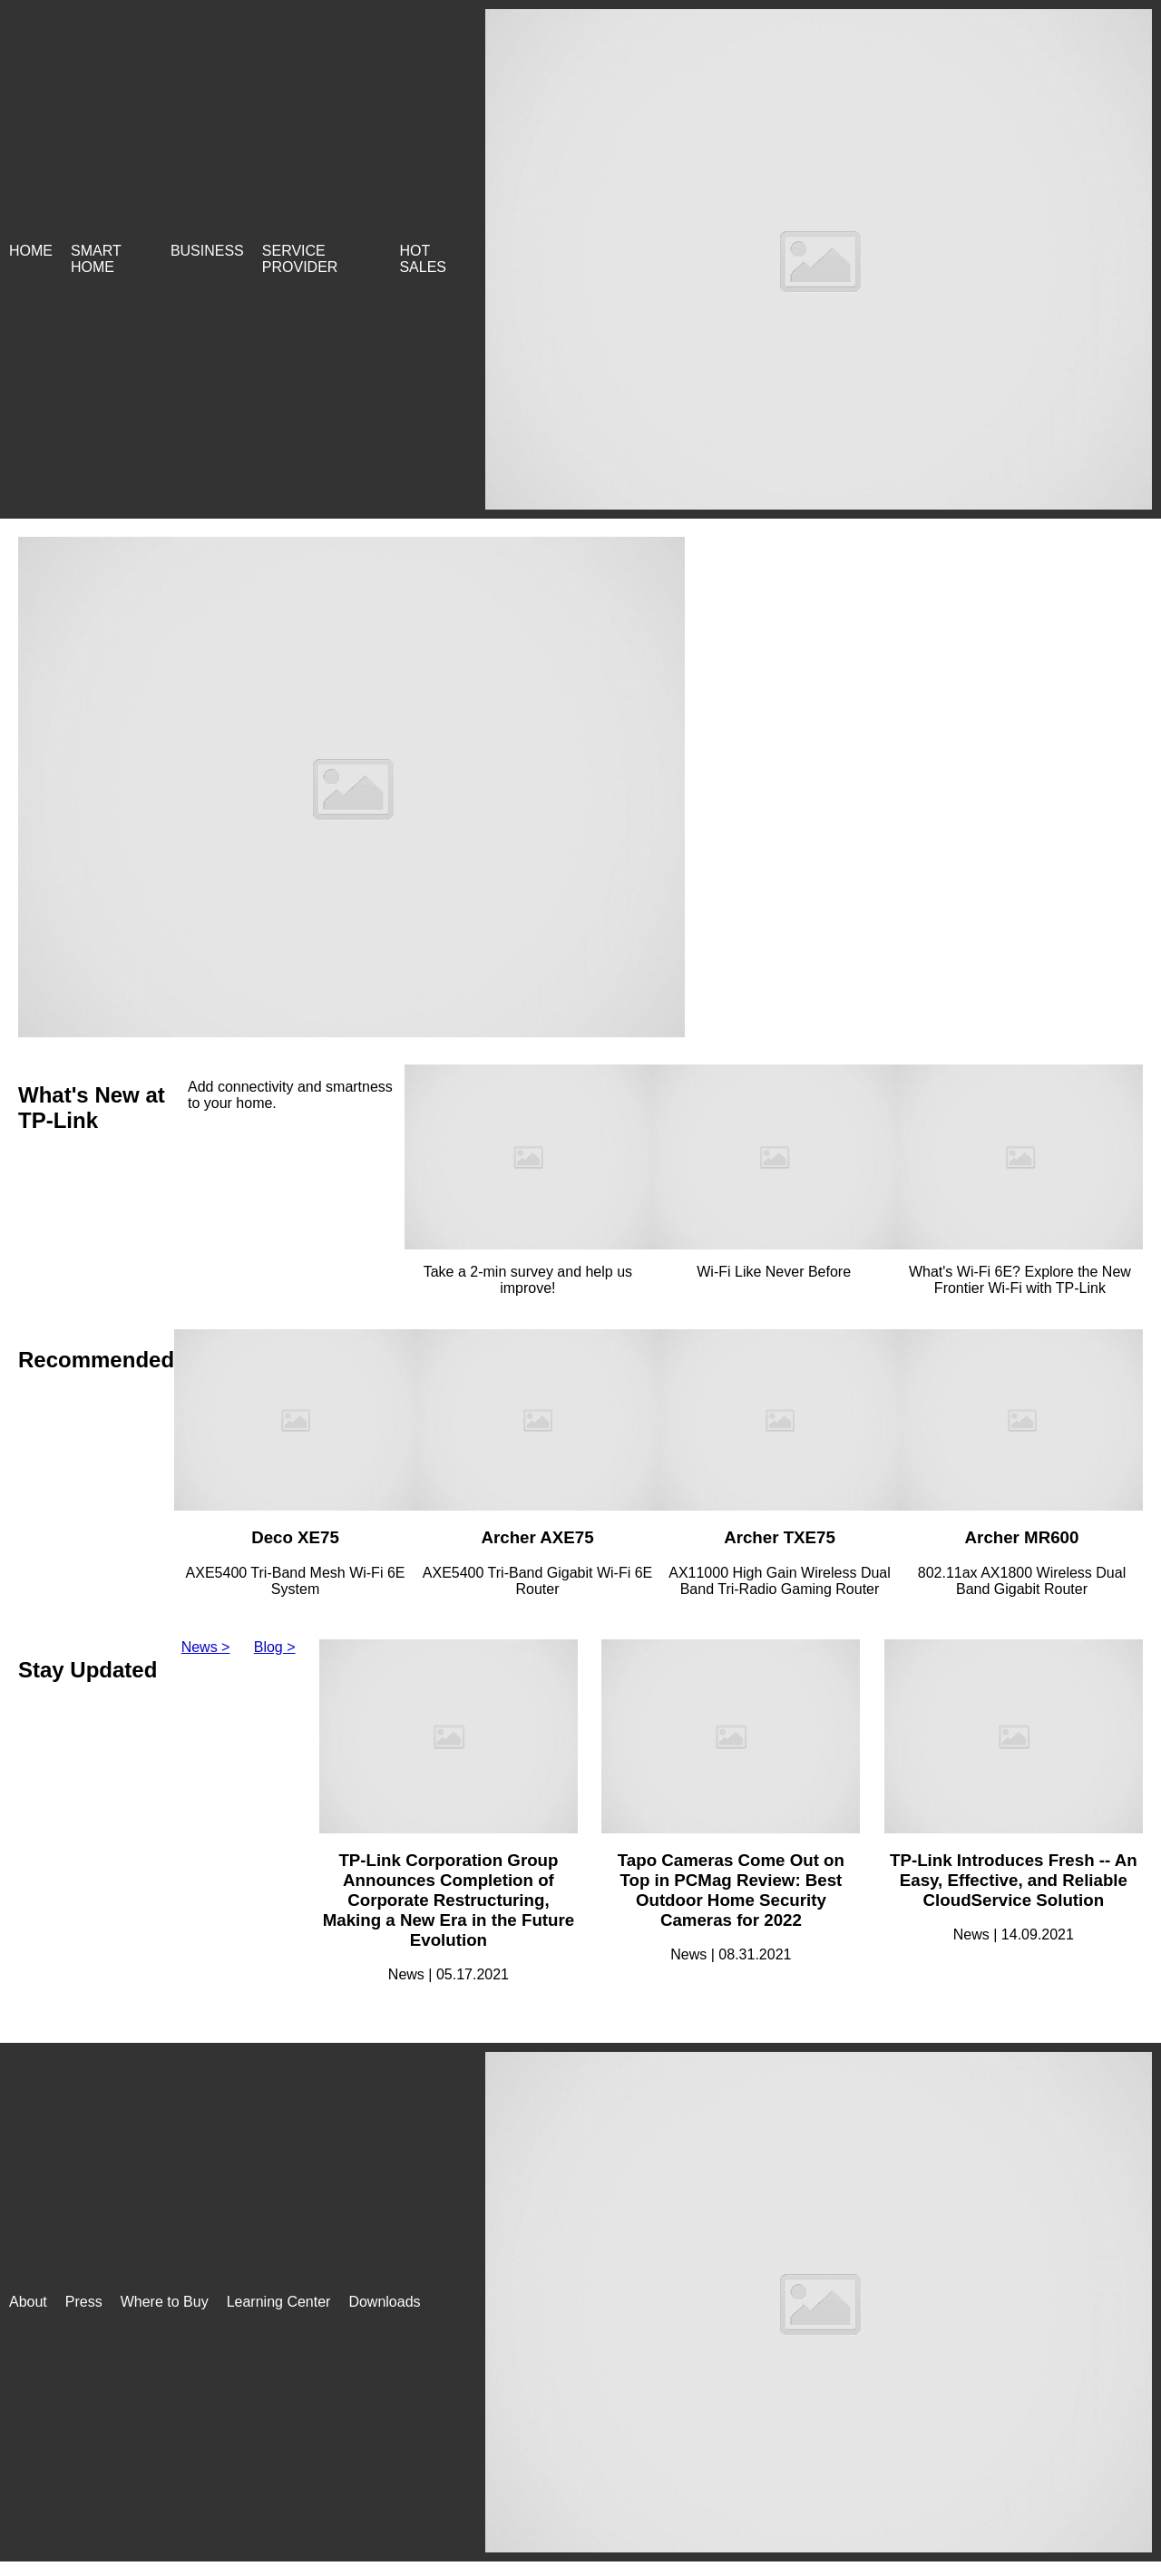 HOME
SMART
HOME
BUSINESS
SERVICE
PROVIDER
HOT
SALES
What's New at
TP-Link
Add connectivity and smartness
to your home.
Take a 2-min survey and help us
improve!
Wi-Fi Like Never Before
What's Wi-Fi 6E? Explore the New
Frontier Wi-Fi with TP-Link
Recommended
Deco XE75
AXE5400 Tri-Band Mesh Wi-Fi 6E
System
Archer AXE75
AXE5400 Tri-Band Gigabit Wi-Fi 6E
Router
Archer TXE75
AX11000 High Gain Wireless Dual
Band Tri-Radio Gaming Router
Archer MR600
802.11ax AX1800 Wireless Dual
Band Gigabit Router
Stay Updated
News >
Blog >
TP-Link Corporation Group
Announces Completion of
Corporate Restructuring,
Making a New Era in the Future
Evolution
News | 05.17.2021
Tapo Cameras Come Out on
Top in PCMag Review: Best
Outdoor Home Security
Cameras for 2022
News | 08.31.2021
TP-Link Introduces Fresh -- An
Easy, Effective, and Reliable
CloudService Solution
News | 14.09.2021
About
Press
Where to Buy
Learning Center
Downloads